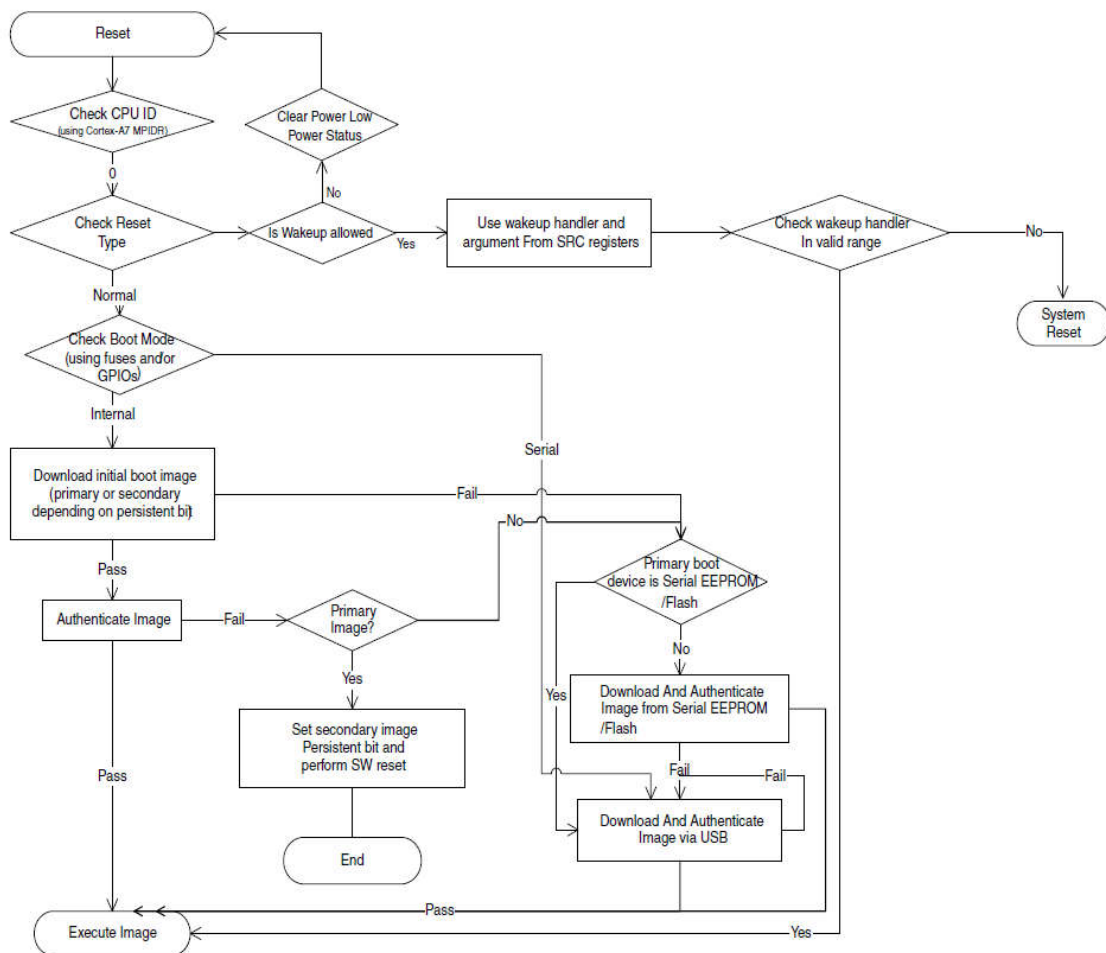 Reset
Check CPU ID
(using Cortex-A7 MPIDR)
Clear Power Low
Power Status
0
No
Check Reset
Type
Is Wakeup allowed
Yes
Use wakeup handler and
argument From SRC registers
Check wakeup handler
In valid range
No
System
Reset
Normal
Check Boot Mode
(using fuses and/or
GPIOs)
Internal
Serial
Download initial boot image
(primary or secondary
depending on persistent bit)
Fail
No
Pass
Primary boot
device is Serial EEPROM
/Flash
Authenticate Image
Fail
Primary
Image?
No
Yes
Yes
Download And Authenticate
Image from Serial EEPROM
/Flash
Set secondary image
Persistent bit and
perform SW reset
Pass
Fail
Fail
Download And Authenticate
Image via USB
End
Pass
Execute Image
Yes